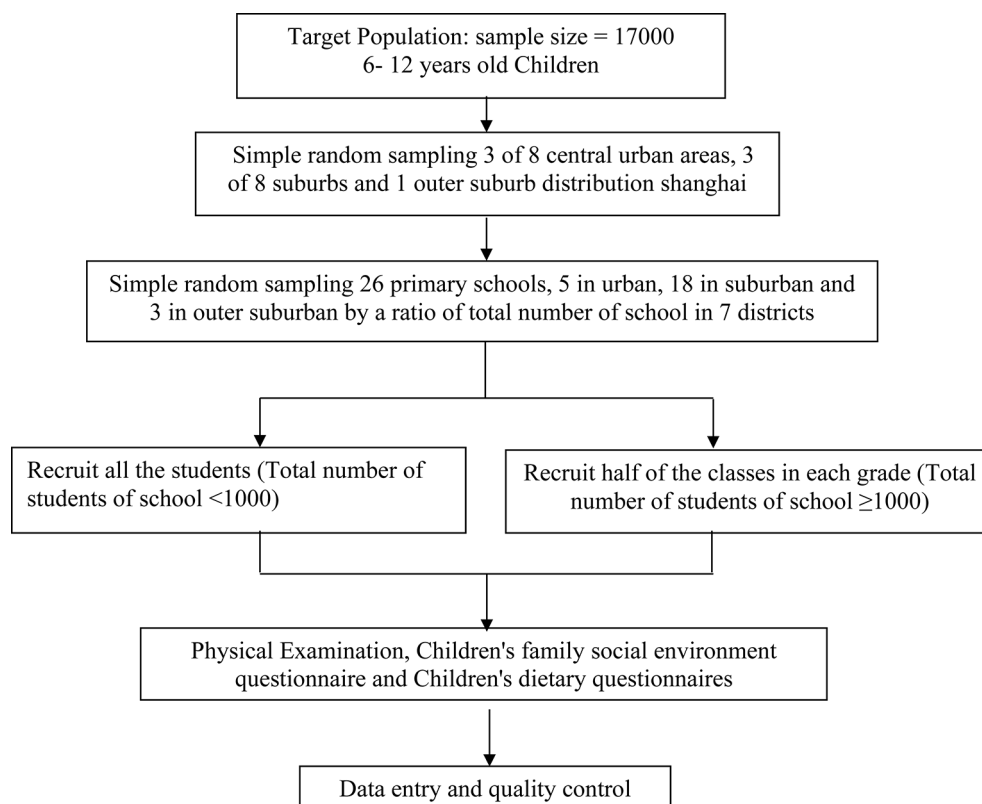 Target Population: sample size = 17000
6- 12 years old Children
Simple random sampling 3 of 8 central urban areas, 3
of 8 suburbs and 1 outer suburb distribution shanghai
Simple random sampling 26 primary schools, 5 in urban, 18 in suburban and
3 in outer suburban by a ratio of total number of school in 7 districts
Recruit all the students (Total number of
students of school <1000)
Recruit half of the classes in each grade (Total
number of students of school ≥1000)
Physical Examination, Children's family social environment
questionnaire and Children's dietary questionnaires
Data entry and quality control